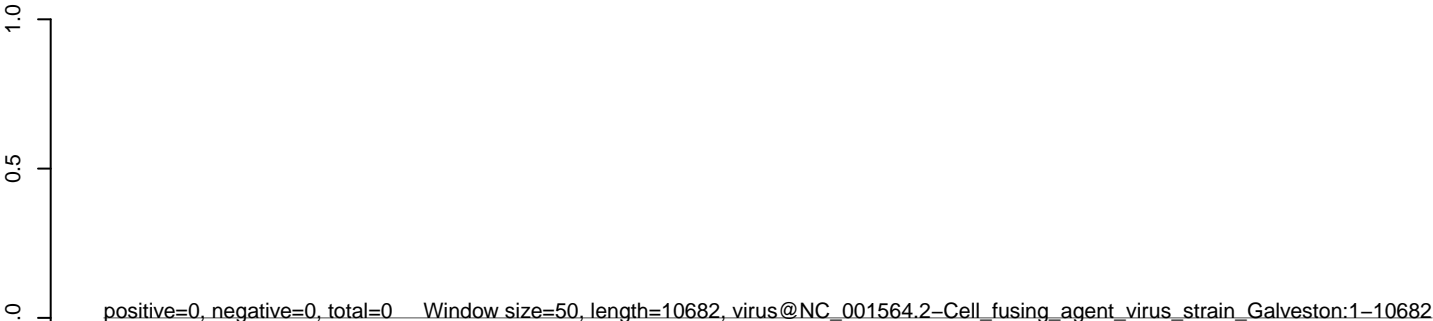 1.0
0.5
.0
positive=0, negative=0, total=0 Window size=50, length=10682, virus@NC_001564.2−Cell_fusing_agent_virus_strain_Galveston:1−10682